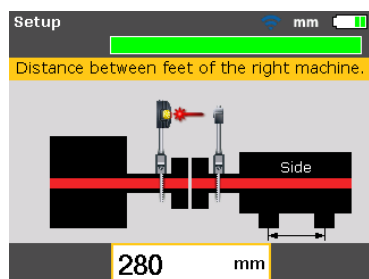 Setup mm
Distance between feet of the right machine.
Side
280 mm